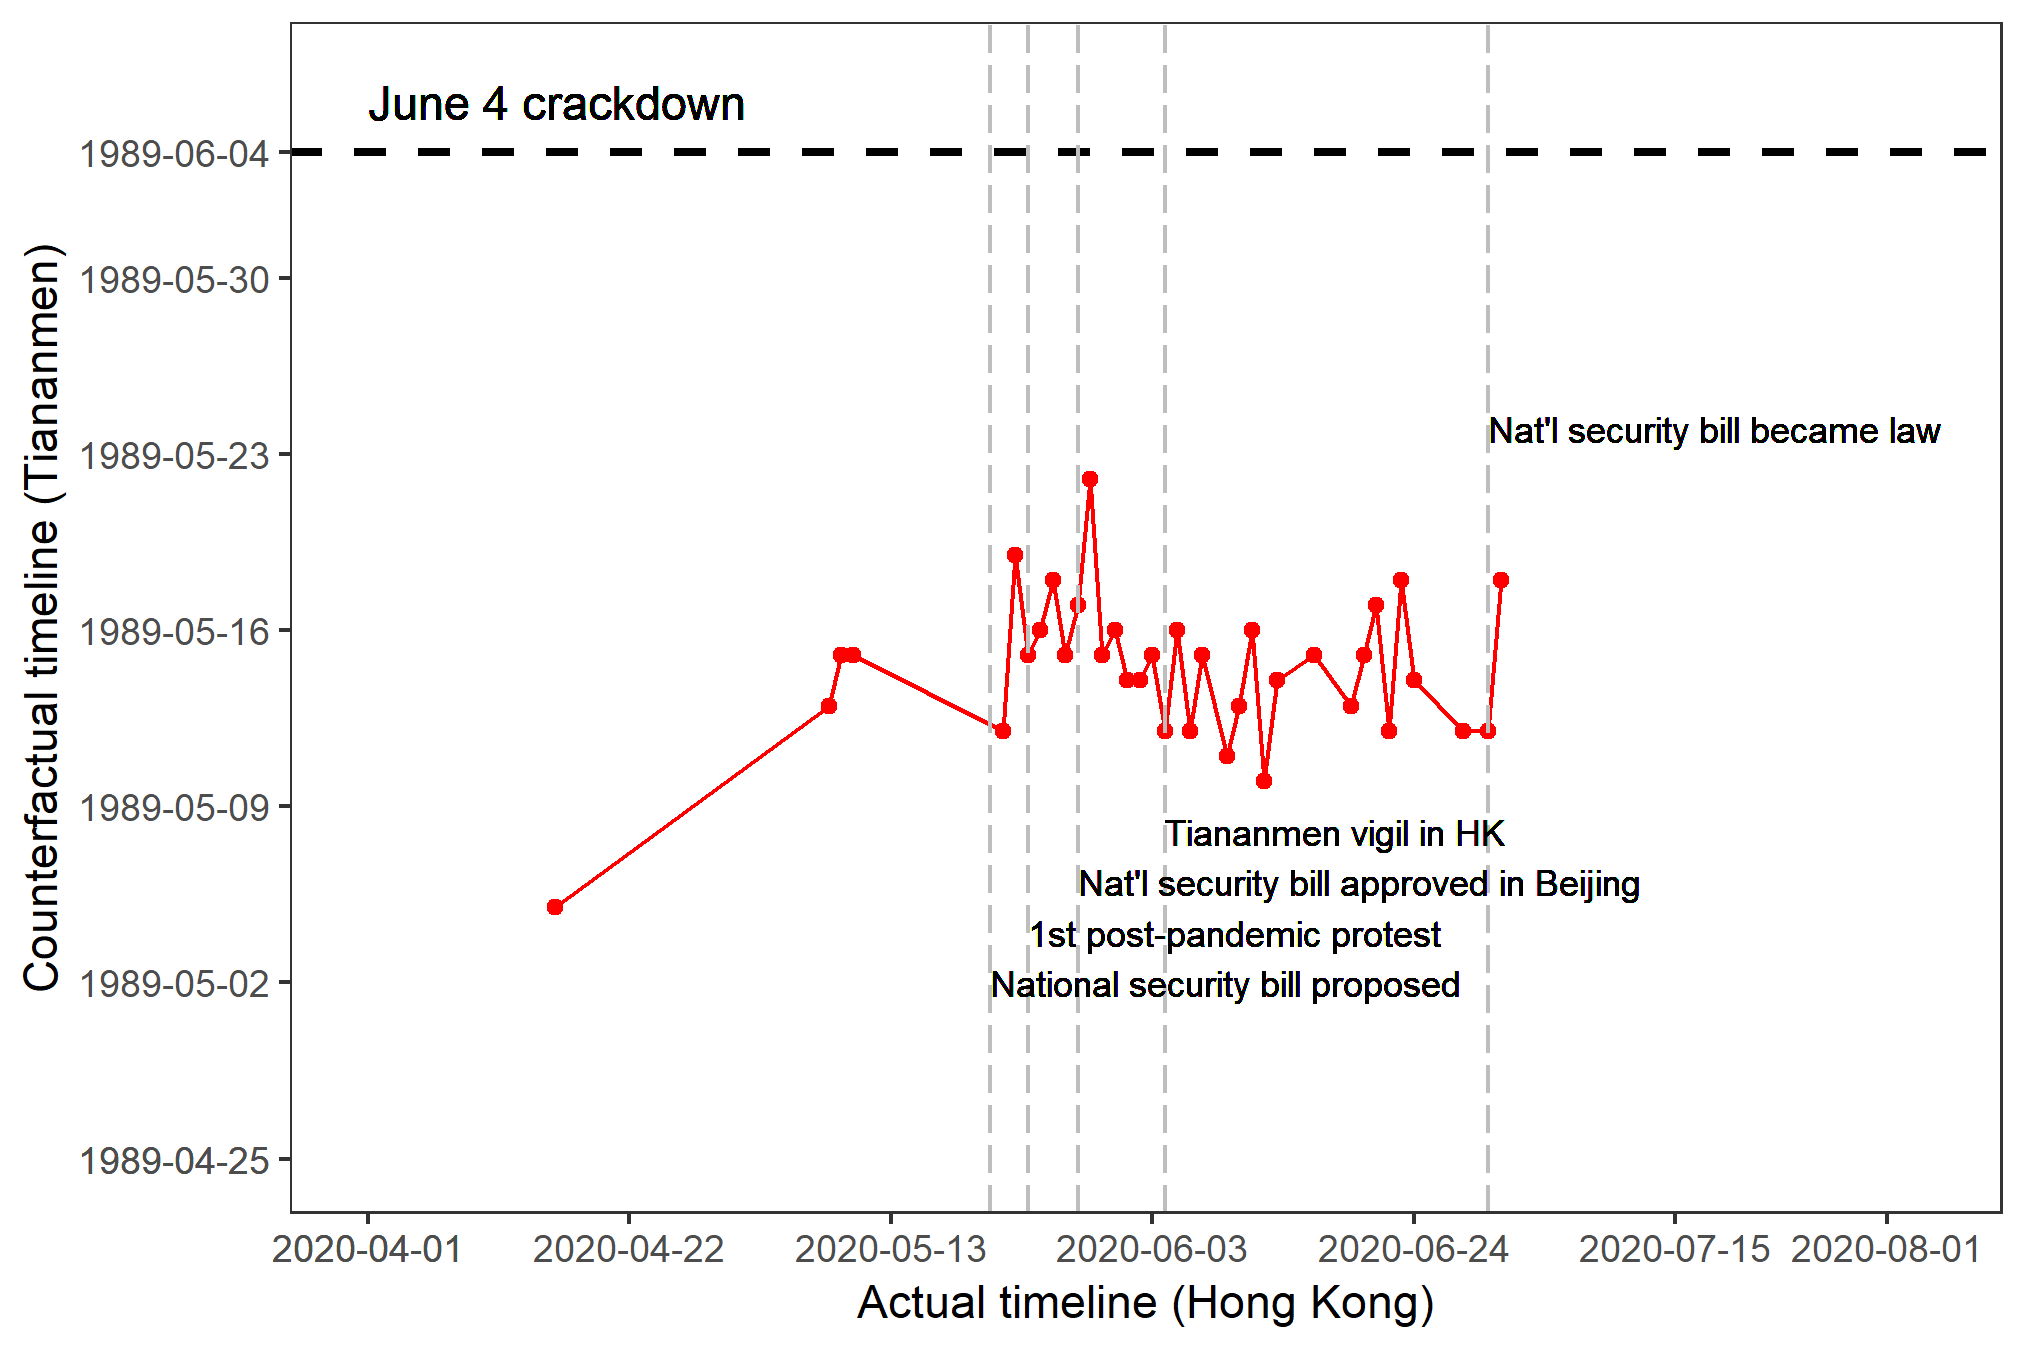 June 4 crackdown
1989-06-04
1989-05-30
1989-05-23
1989-05-16
1989-05-09
1989-05-02
1989-04-25
Counterfactual timeline (Tiananmen)
Nat'l security bill became law
Tiananmen vigil in HK
Nat'l security bill approved in Beijing
1st post-pandemic protest
National security bill proposed
2020-04-01
2020-04-22
2020-05-13
2020-06-03
2020-06-24
2020-07-15
2020-08-01
Actual timeline (Hong Kong)